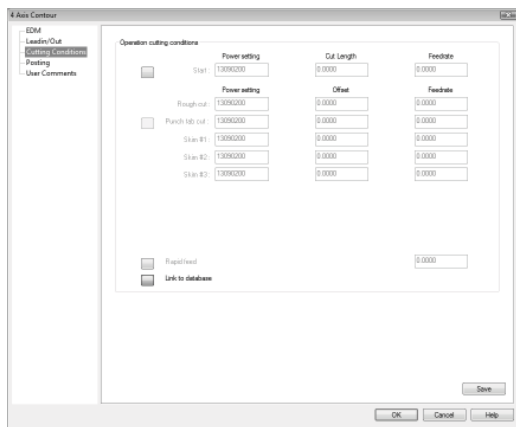 4 Axis Contour
EDM
Leadin/Out
Cutting Conditions
Posting
User Comments
Operation cutting conditions
Power setting Cut Length Feedrate
Start: 13090200 0.0000 0.0000
Power setting Offset Feedrate
Rough cut: 13090200 0.0000 0.0000
Punch tab cut: 13090200 0.0000 0.0000
Skim #1: 13090200 0.0000 0.0000
Skim #2: 13090200 0.0000 0.0000
Skim #3: 13090200 0.0000 0.0000
Rapid feed 0.0000
Link to database
Save
OK Cancel Help